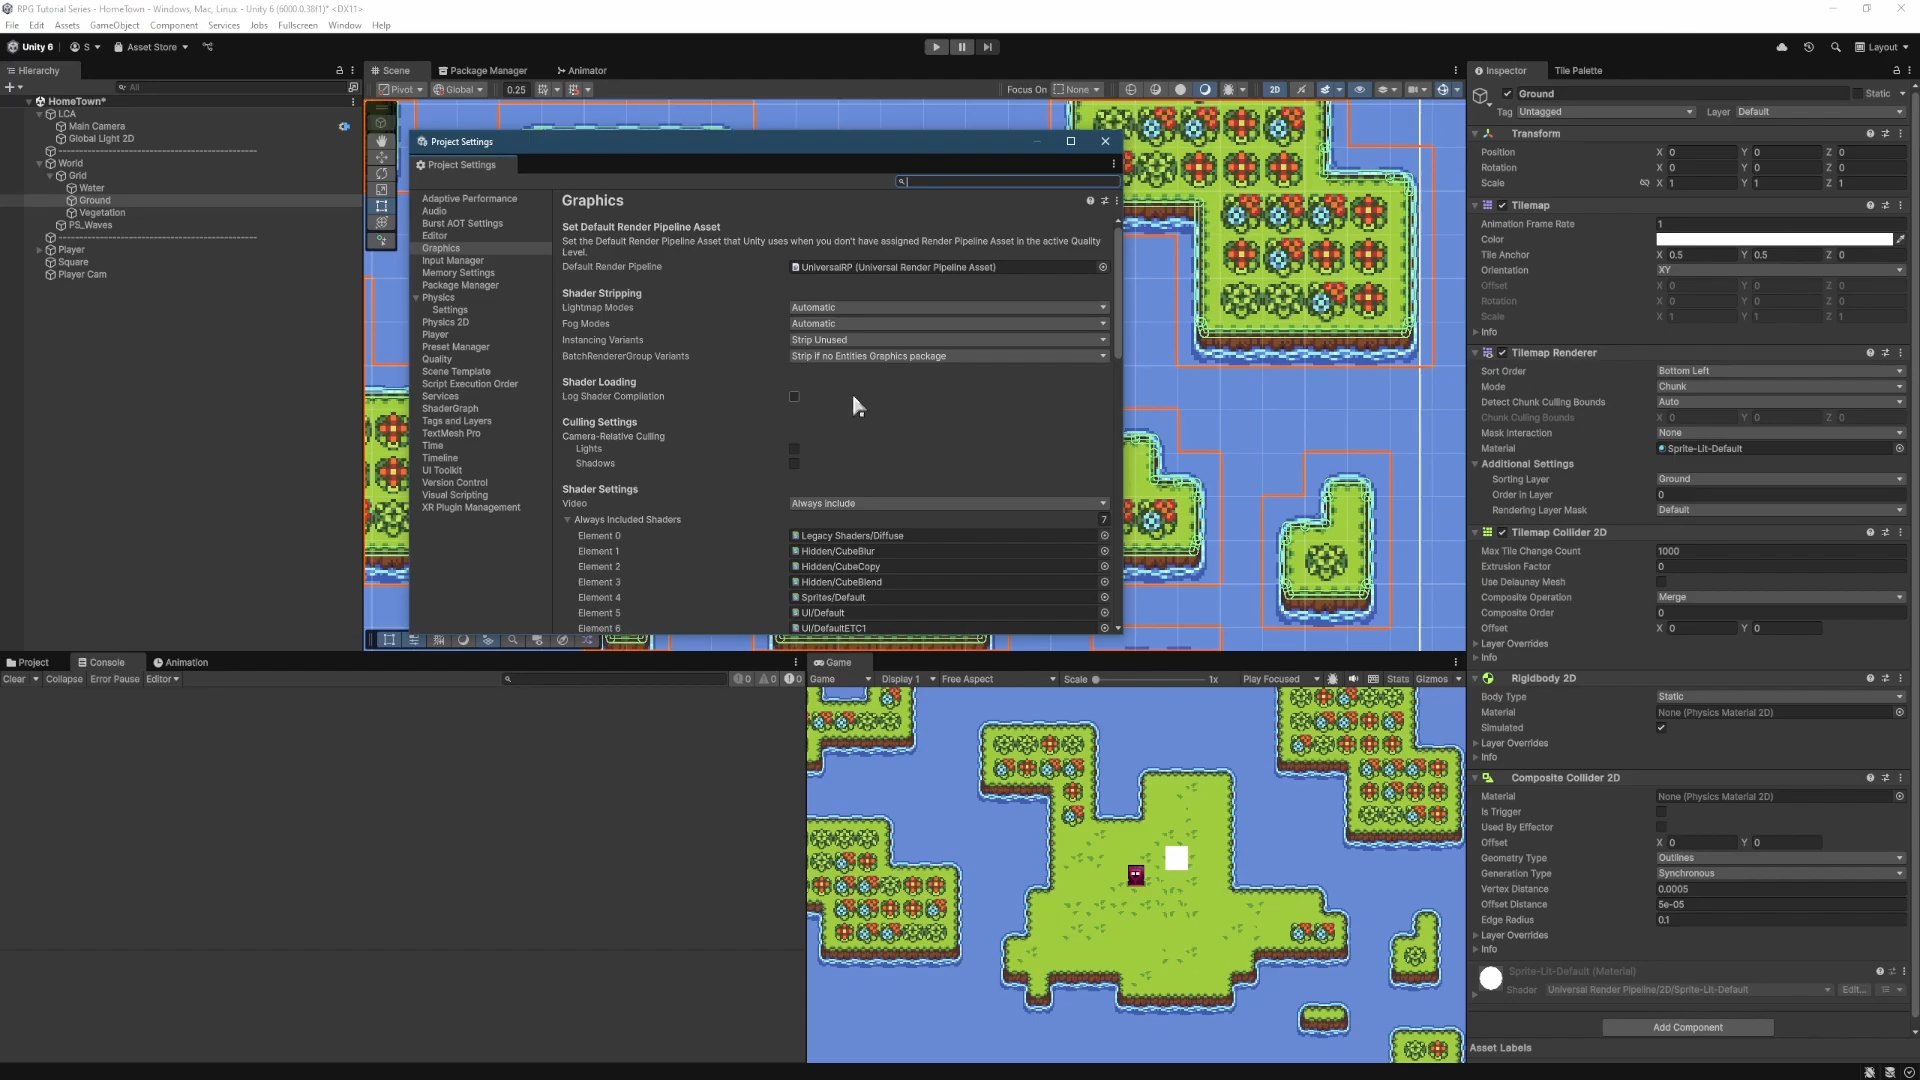 RPG Tutorial Series - HomeTown - Windows, Mac, Linux - Unity 6 (6000.0.38f1)* <DX11>
File Edit Assets GameObject Component Services Jobs Fullscreen Window Help
Unity 6 S Asset Store Layout
Hierarchy
All
HomeTown*
LCA
Main Camera
Global Light 2D
World
Grid
Water
Ground
Vegetation
PS_Waves
Player
Square
Player Cam
Scene Package Manager Animator
Pivot Global 0.25 Focus On None 2D
Project Settings
Project Settings
Adaptive Performance
Audio
Burst AOT Settings
Editor
Graphics
Input Manager
Memory Settings
Package Manager
Physics
Settings
Physics 2D
Player
Preset Manager
Quality
Scene Template
Script Execution Order
Services
ShaderGraph
Tags and Layers
TextMesh Pro
Time
Timeline
UI Toolkit
Version Control
Visual Scripting
XR Plugin Management
Graphics
Set Default Render Pipeline Asset
Set the Default Render Pipeline Asset that Unity uses when you don't have assigned Render Pipeline Asset in the active Quality
Level.
Default Render Pipeline UniversalRP (Universal Render Pipeline Asset)
Shader Stripping
Lightmap Modes Automatic
Fog Modes Automatic
Instancing Variants Strip Unused
BatchRendererGroup Variants Strip if no Entities Graphics package
Shader Loading
Log Shader Compilation
Culling Settings
Camera-Relative Culling
Lights
Shadows
Shader Settings
Video Always Include
Always Included Shaders 7
Element 0 Legacy Shaders/Diffuse
Element 1 Hidden/CubeBlur
Element 2 Hidden/CubeCopy
Element 3 Hidden/CubeBlend
Element 4 Sprites/Default
Element 5 UI/Default
Element 6 UI/DefaultETC1
Project Console Animation
Clear Collapse Error Pause Editor 0 0 0
Game
Game Display 1 Free Aspect Scale 1x Play Focused Stats Gizmos
Inspector Tile Palette
Ground Static
Tag Untagged Layer Default
Transform
Position X 0 Y 0 Z 0
Rotation X 0 Y 0 Z 0
Scale X 1 Y 1 Z 1
Tilemap
Animation Frame Rate 1
Color
Tile Anchor X 0.5 Y 0.5 Z 0
Orientation XY
Offset X 0 Y 0 Z 0
Rotation X 0 Y 0 Z 0
Scale X 1 Y 1 Z 1
Info
Tilemap Renderer
Sort Order Bottom Left
Mode Chunk
Detect Chunk Culling Bounds Auto
Chunk Culling Bounds X 0 Y 0 Z 0
Mask Interaction None
Material Sprite-Lit-Default
Additional Settings
Sorting Layer Ground
Order in Layer 0
Rendering Layer Mask Default
Tilemap Collider 2D
Max Tile Change Count 1000
Extrusion Factor 0
Use Delaunay Mesh
Composite Operation Merge
Composite Order 0
Offset X 0 Y 0
Layer Overrides
Info
Rigidbody 2D
Body Type Static
Material None (Physics Material 2D)
Simulated
Layer Overrides
Info
Composite Collider 2D
Material None (Physics Material 2D)
Is Trigger
Used By Effector
Offset X 0 Y 0
Geometry Type Outlines
Generation Type Synchronous
Vertex Distance 0.0005
Offset Distance 5e-05
Edge Radius 0.1
Layer Overrides
Info
Sprite-Lit-Default (Material)
Shader Universal Render Pipeline/2D/Sprite-Lit-Default Edit...
Add Component
Asset Labels